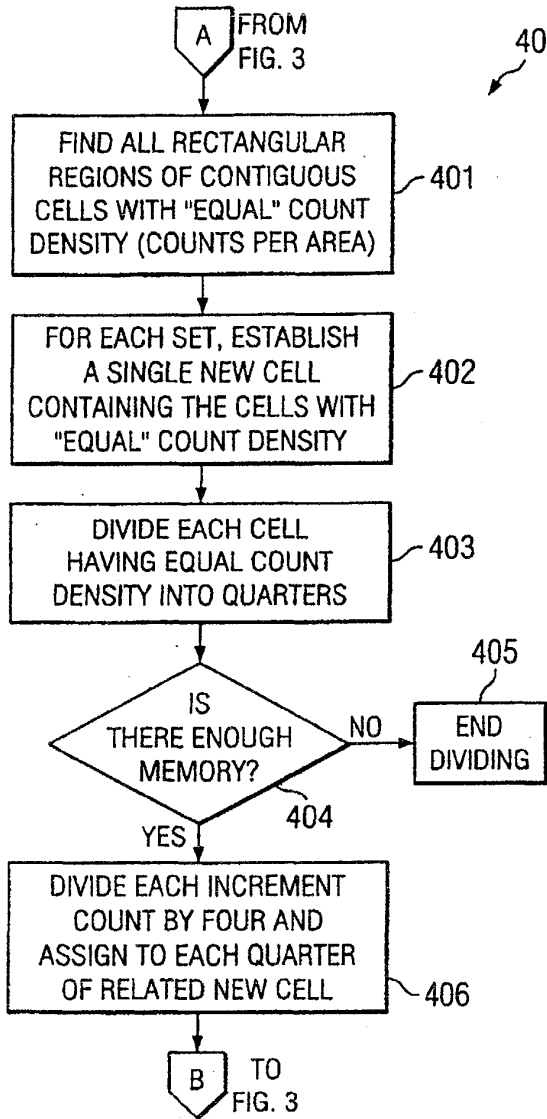 A
FROM
FIG. 3
40
FIND ALL RECTANGULAR
REGIONS OF CONTIGUOUS
CELLS WITH "EQUAL" COUNT
DENSITY (COUNTS PER AREA)
401
FOR EACH SET, ESTABLISH
A SINGLE NEW CELL
CONTAINING THE CELLS WITH
"EQUAL" COUNT DENSITY
402
DIVIDE EACH CELL
HAVING EQUAL COUNT
DENSITY INTO QUARTERS
403
IS
THERE ENOUGH
MEMORY?
404
NO
405
END
DIVIDING
YES
DIVIDE EACH INCREMENT
COUNT BY FOUR AND
ASSIGN TO EACH QUARTER
OF RELATED NEW CELL
406
B
TO
FIG. 3